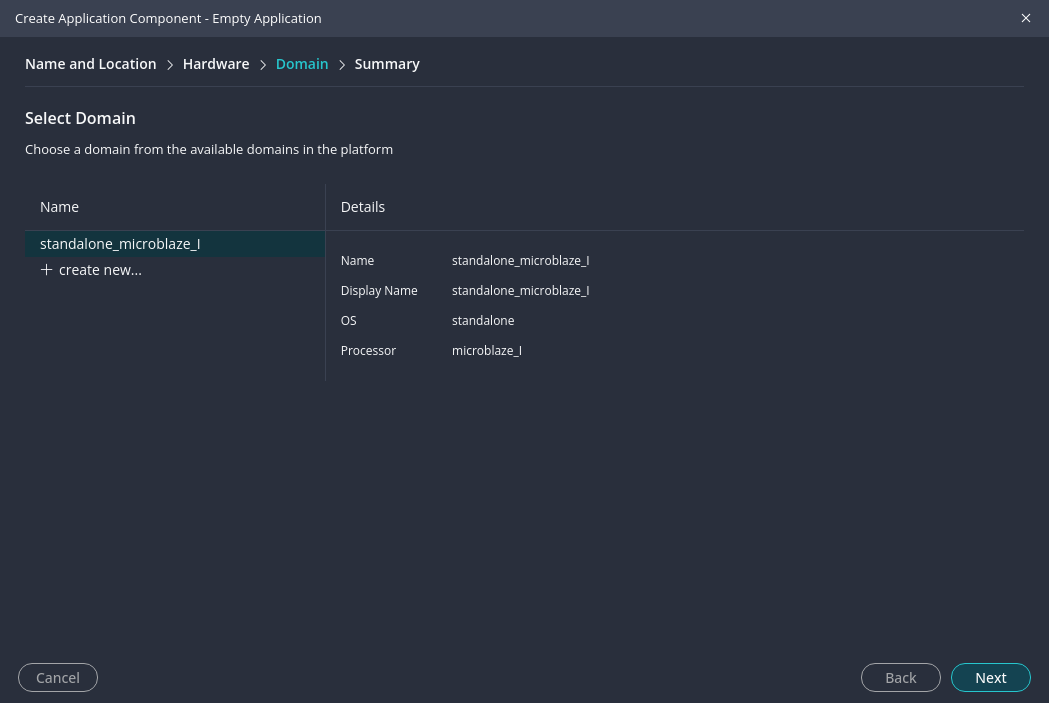 Create Application Component - Empty Application
Name and Location > Hardware > Domain > Summary
Select Domain
Choose a domain from the available domains in the platform
Name
Details
standalone_microblaze_I
+ create new...
Name standalone_microblaze_I
Display Name standalone_microblaze_I
OS standalone
Processor microblaze_I
Cancel
Back
Next